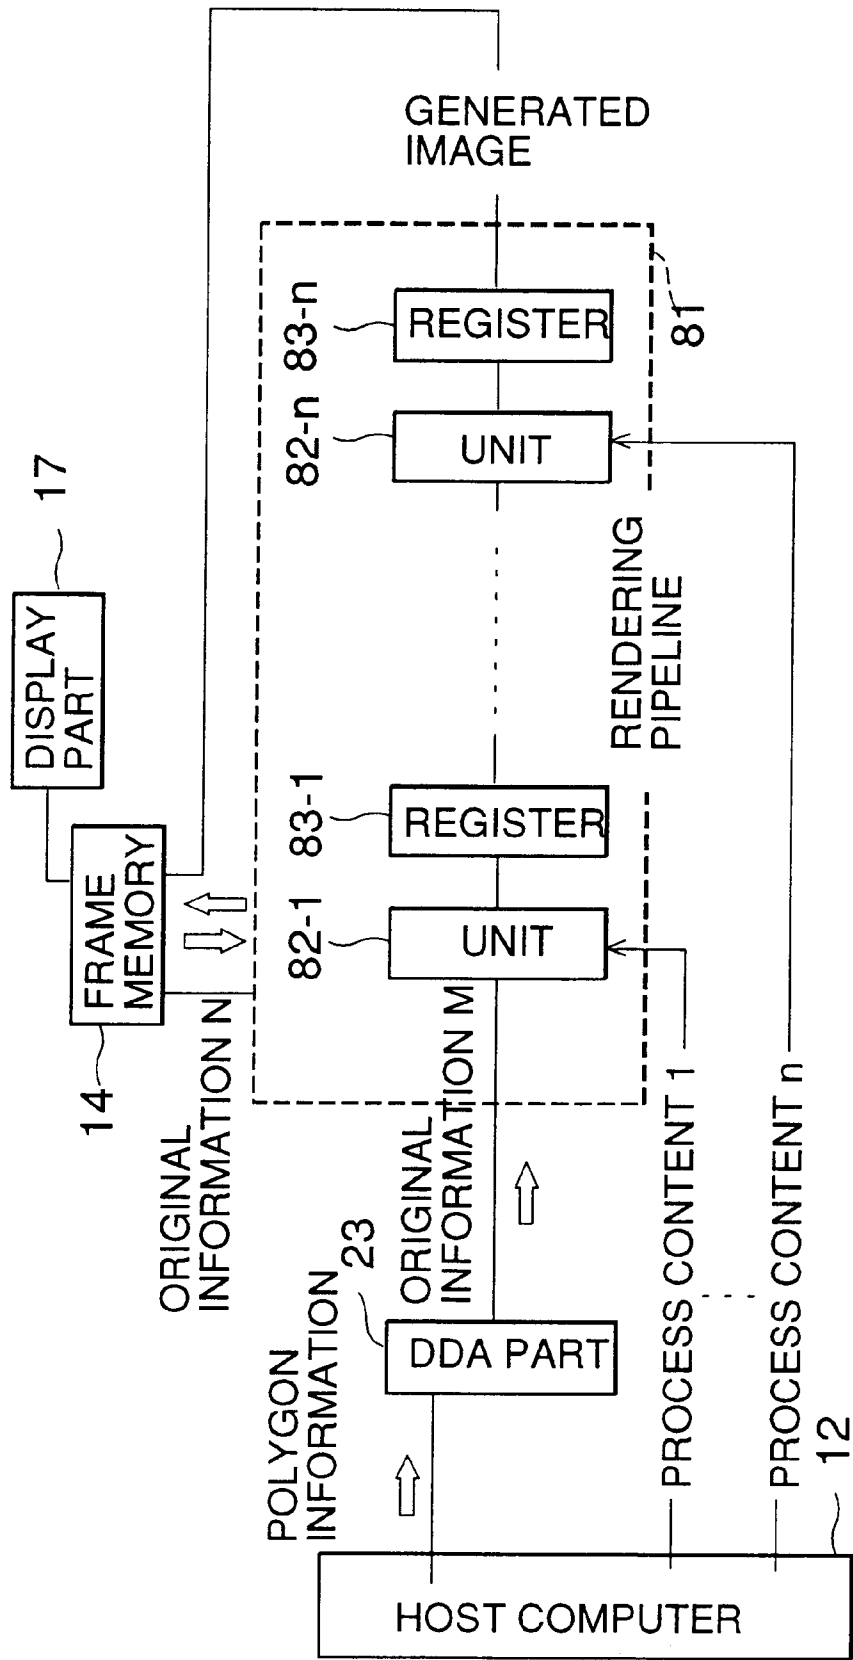 DISPLAY
PART
17
FRAME
MEMORY
14
ORIGINAL
INFORMATION N
GENERATED
IMAGE
82-1
83-1
82-n
83-n
UNIT
REGISTER
UNIT
REGISTER
81
RENDERING
PIPELINE
POLYGON
INFORMATION
23
DDA PART
ORIGINAL
INFORMATION M
PROCESS CONTENT 1
PROCESS CONTENT n
12
HOST COMPUTER